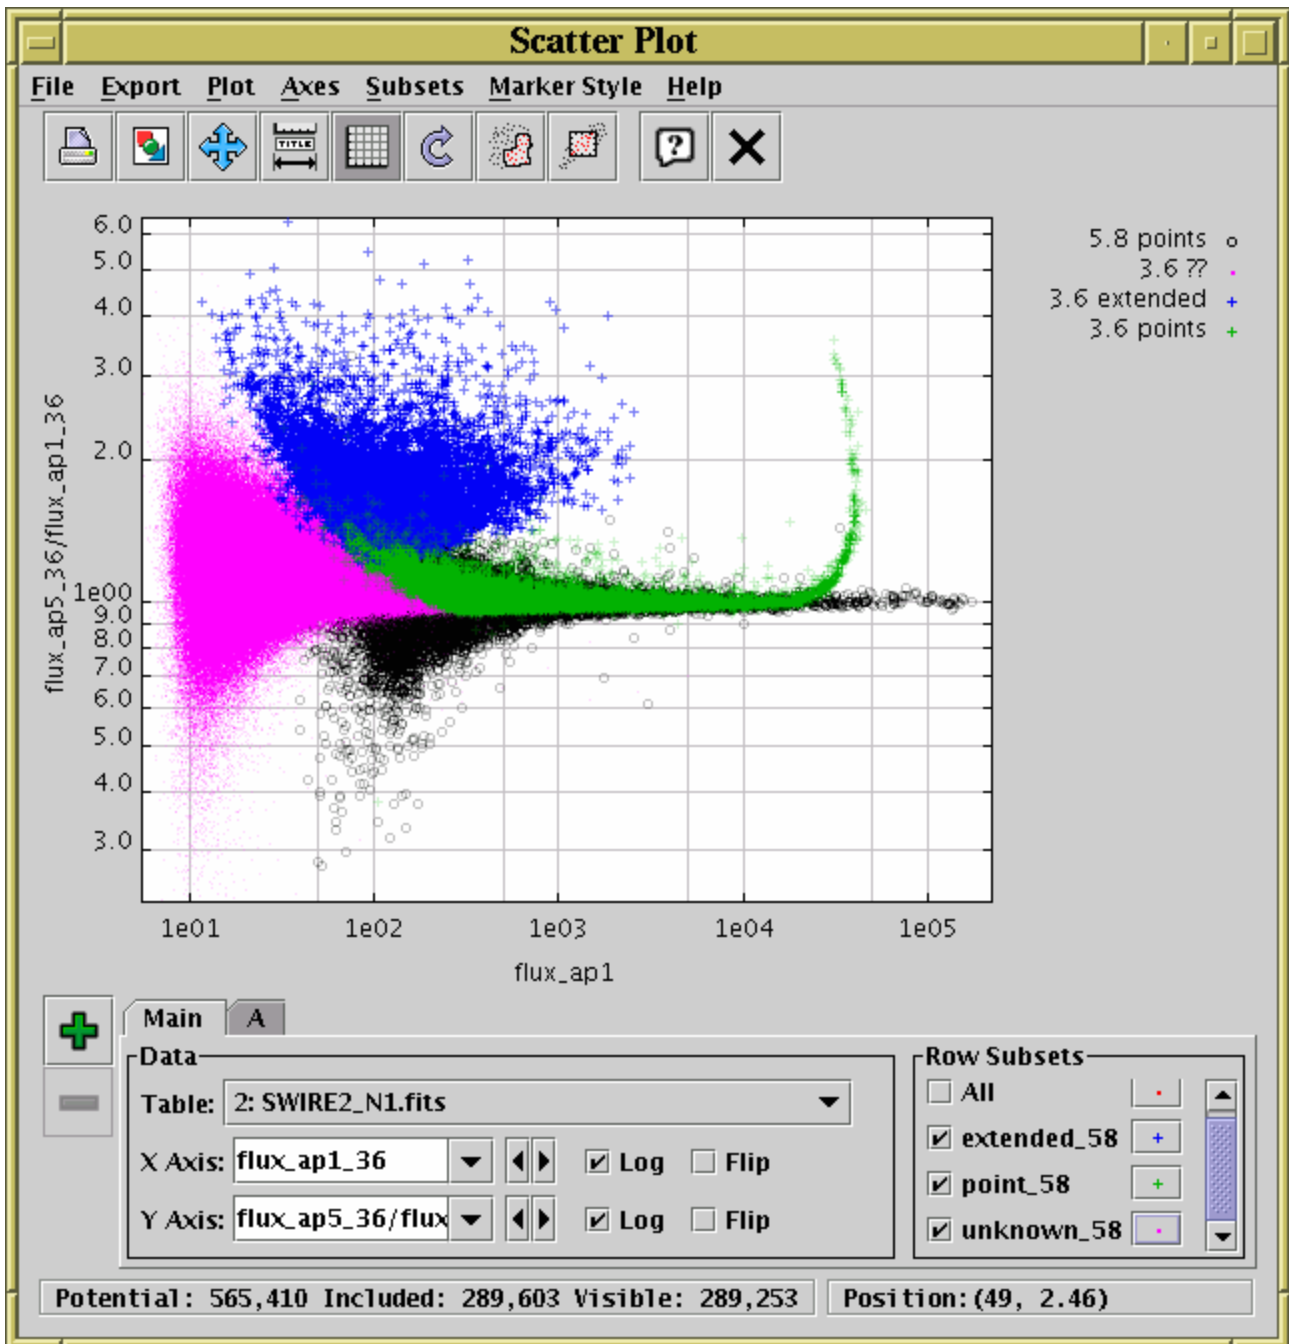 Scatter Plot
File Export Plot Axes Subsets Marker Style Help
TITLE
5.8 points
3.6 ??
3.6 extended
3.6 points
6.0
5.0
4.0
3.0
2.0
1e00
9.0
8.0
7.0
6.0
5.0
4.0
3.0
flux_ap5_36/flux_ap1_36
1e01 1e02 1e03 1e04 1e05
flux_ap1
Main A
Data
Table: 2: SWIRE2_N1.fits
X Axis: flux_ap1_36 Log Flip
Y Axis: flux_ap5_36/flux Log Flip
Row Subsets
All
extended_58
point_58
unknown_58
Potential: 565,410 Included: 289,603 Visible: 289,253 Position:(49, 2.46)